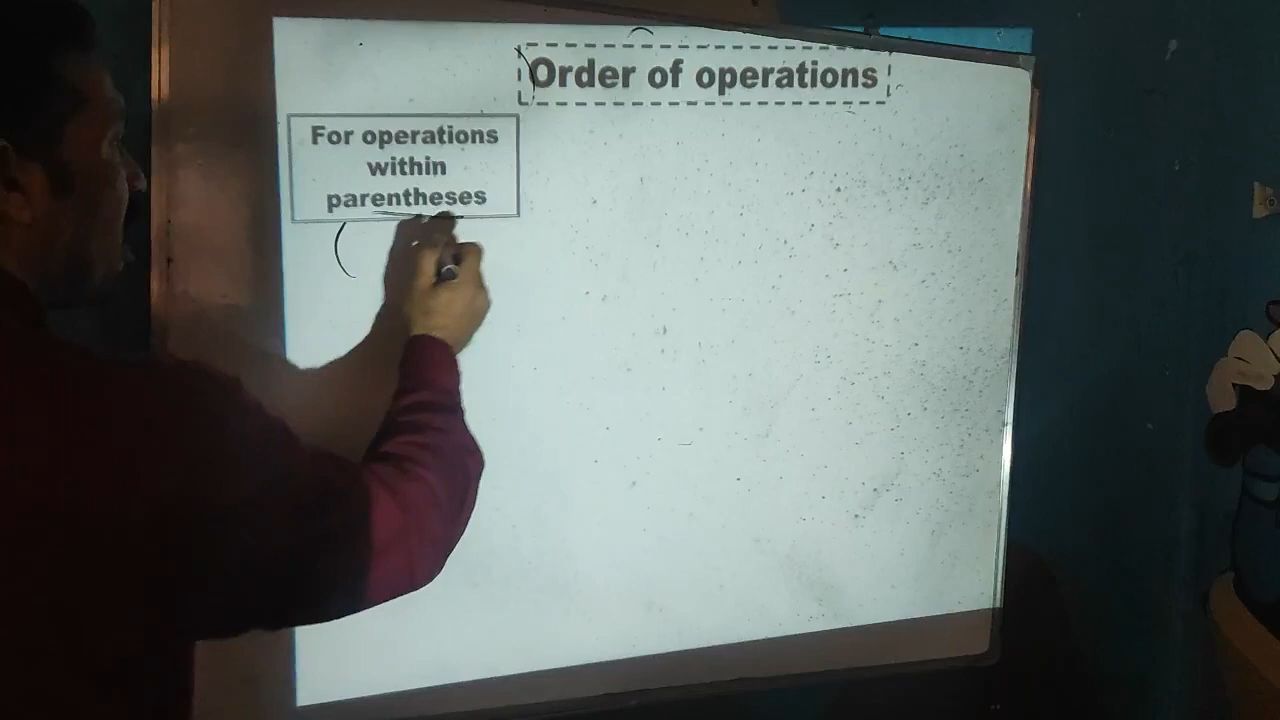 Order of operations
For operations
within
parentheses
(